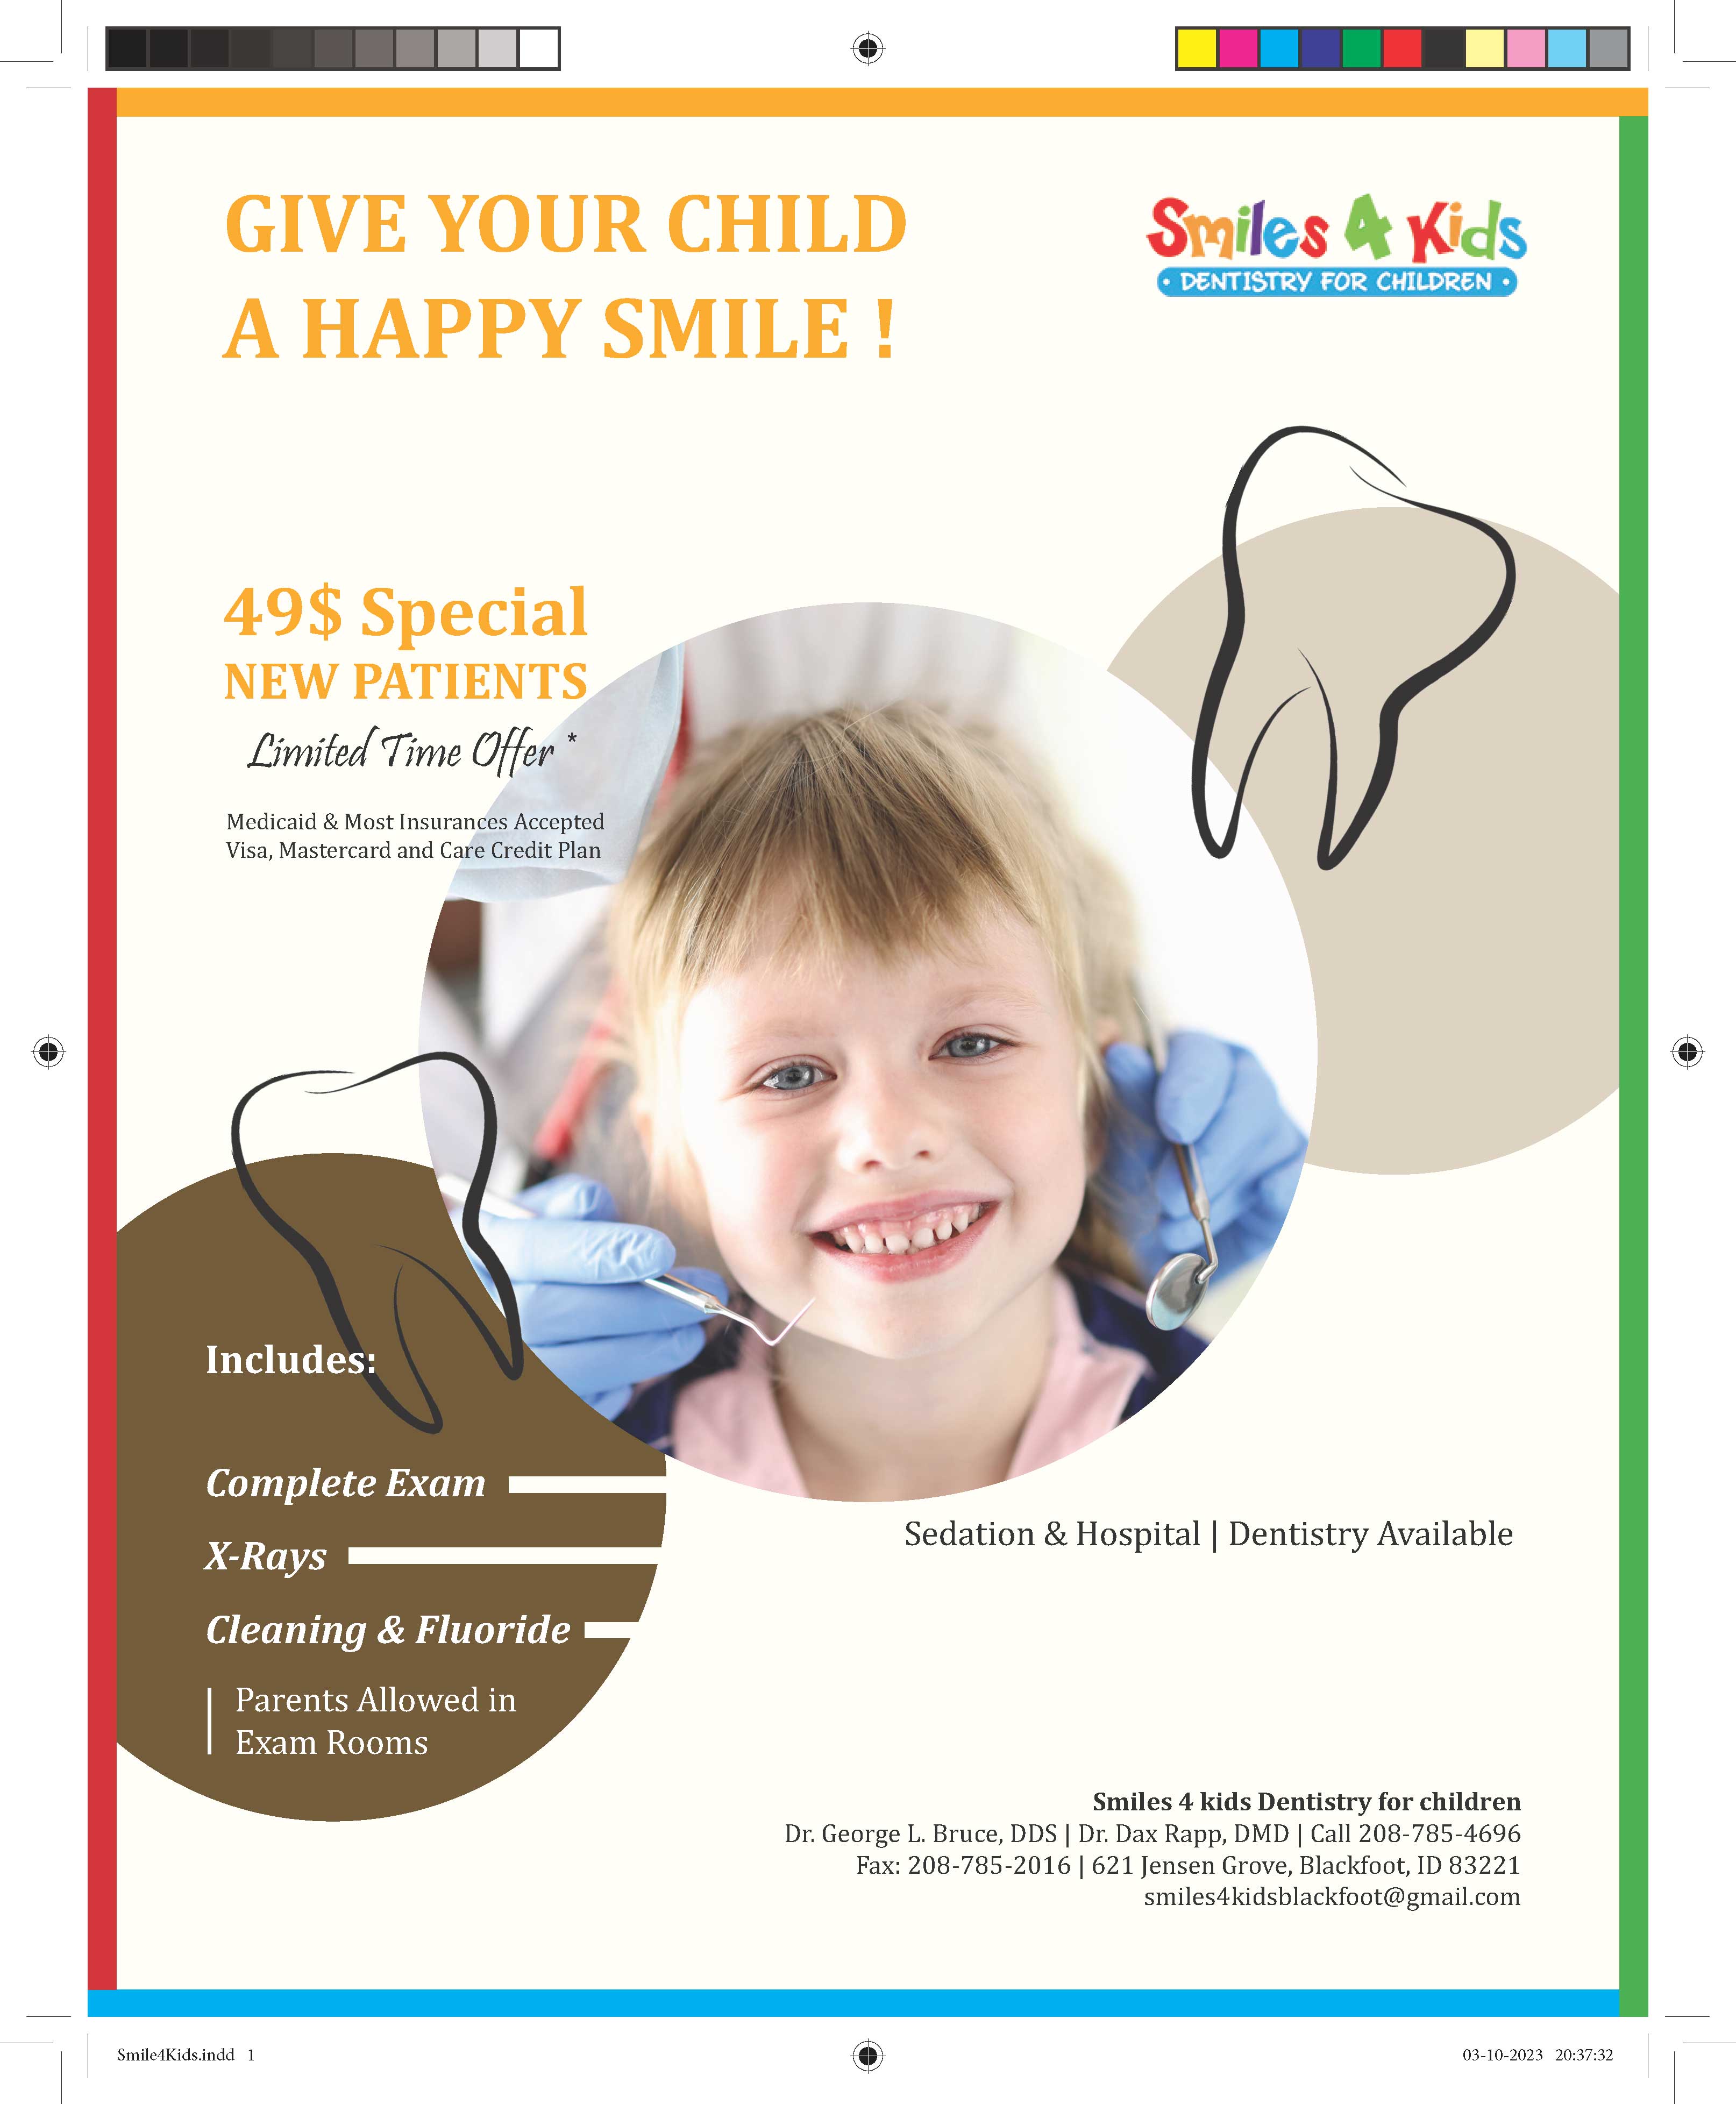 GIVE YOUR CHILD
A HAPPY SMILE !
Smiles 4 Kids
• DENTISTRY FOR CHILDREN •
49$ Special
NEW PATIENTS
Limited Time Offer *
Medicaid & Most Insurances Accepted
Visa, Mastercard and Care Credit Plan
Includes:
Complete Exam
X-Rays
Cleaning & Fluoride
Parents Allowed in
Exam Rooms
Sedation & Hospital | Dentistry Available
Smiles 4 kids Dentistry for children
Dr. George L. Bruce, DDS | Dr. Dax Rapp, DMD | Call 208-785-4696
Fax: 208-785-2016 | 621 Jensen Grove, Blackfoot, ID 83221
smiles4kidsblackfoot@gmail.com
Smile4Kids.indd 1
03-10-2023 20:37:32